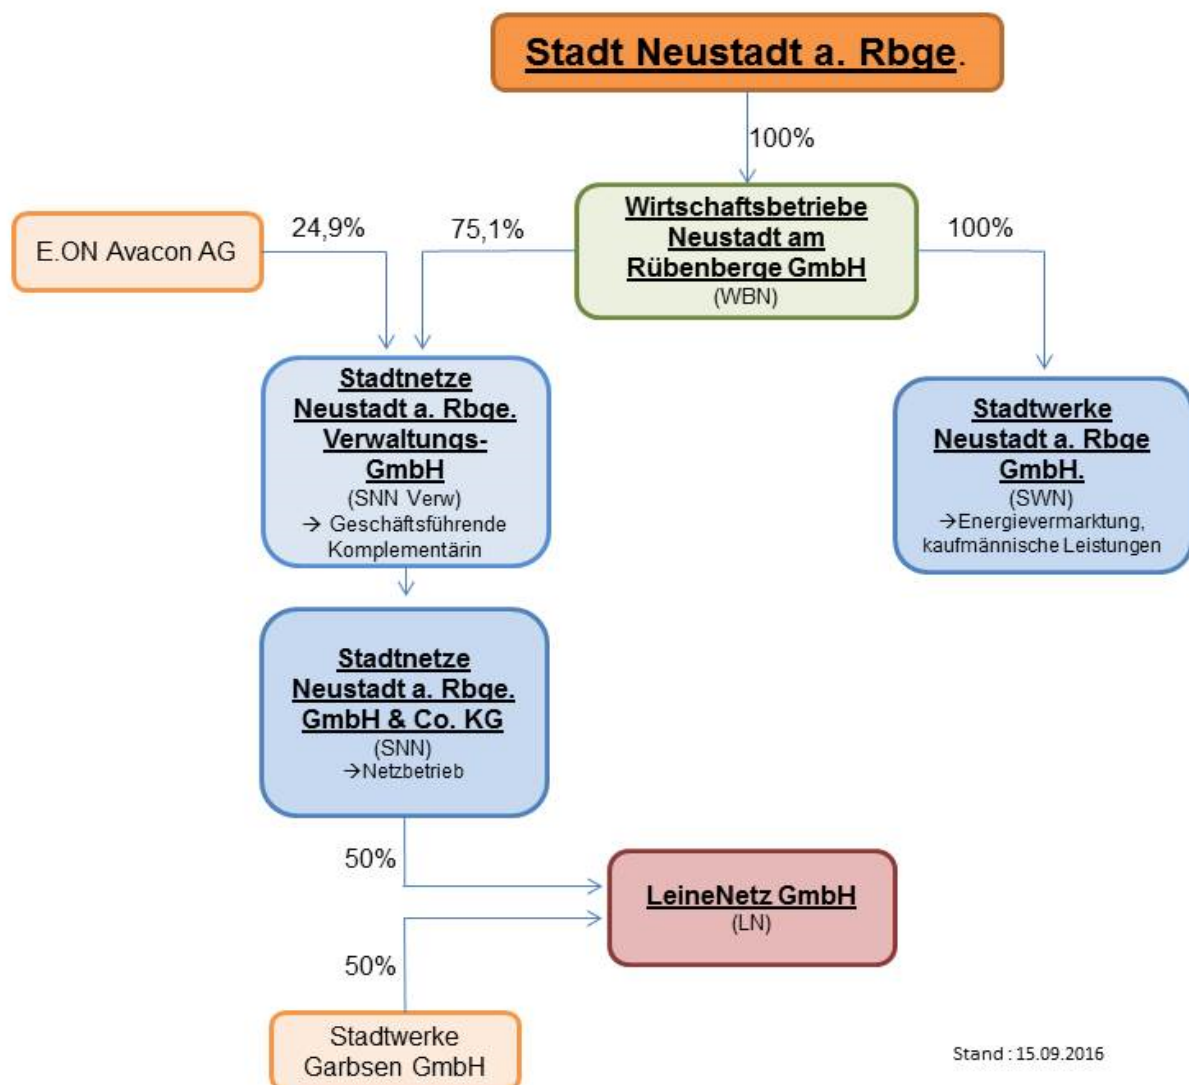 Stadt Neustadt a. Rbge.
100%
Wirtschaftsbetriebe
Neustadt am
Rübenberge GmbH
(WBN)
E.ON Avacon AG
24,9%
75,1%
100%
Stadtnetze
Neustadt a. Rbge.
Verwaltungs-
GmbH
(SNN Verw)
→ Geschäftsführende
Komplementärin
Stadtwerke
Neustadt a. Rbge
GmbH.
(SWN)
→Energievermarktung,
kaufmännische Leistungen
Stadtnetze
Neustadt a. Rbge.
GmbH & Co. KG
(SNN)
→Netzbetrieb
50%
LeineNetz GmbH
(LN)
50%
Stadtwerke
Garbsen GmbH
Stand : 15.09.2016